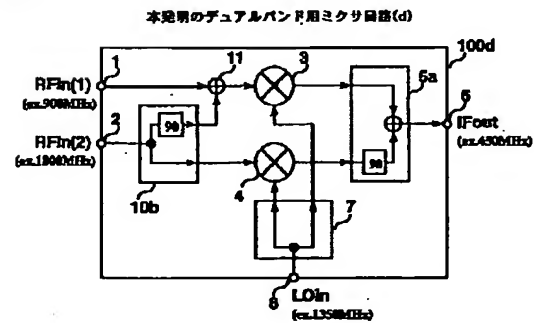 本発明のデュアルバンド用ミクサ回路(d)
100d
1
11
3
5a
RFin(1)
(ex.900MHz)
6
2
90
IFout
RFin(2)
(ex.450MHz)
(ex.1800MHz)
90
4
10b
7
8
LOin
(ex.1350MHz)